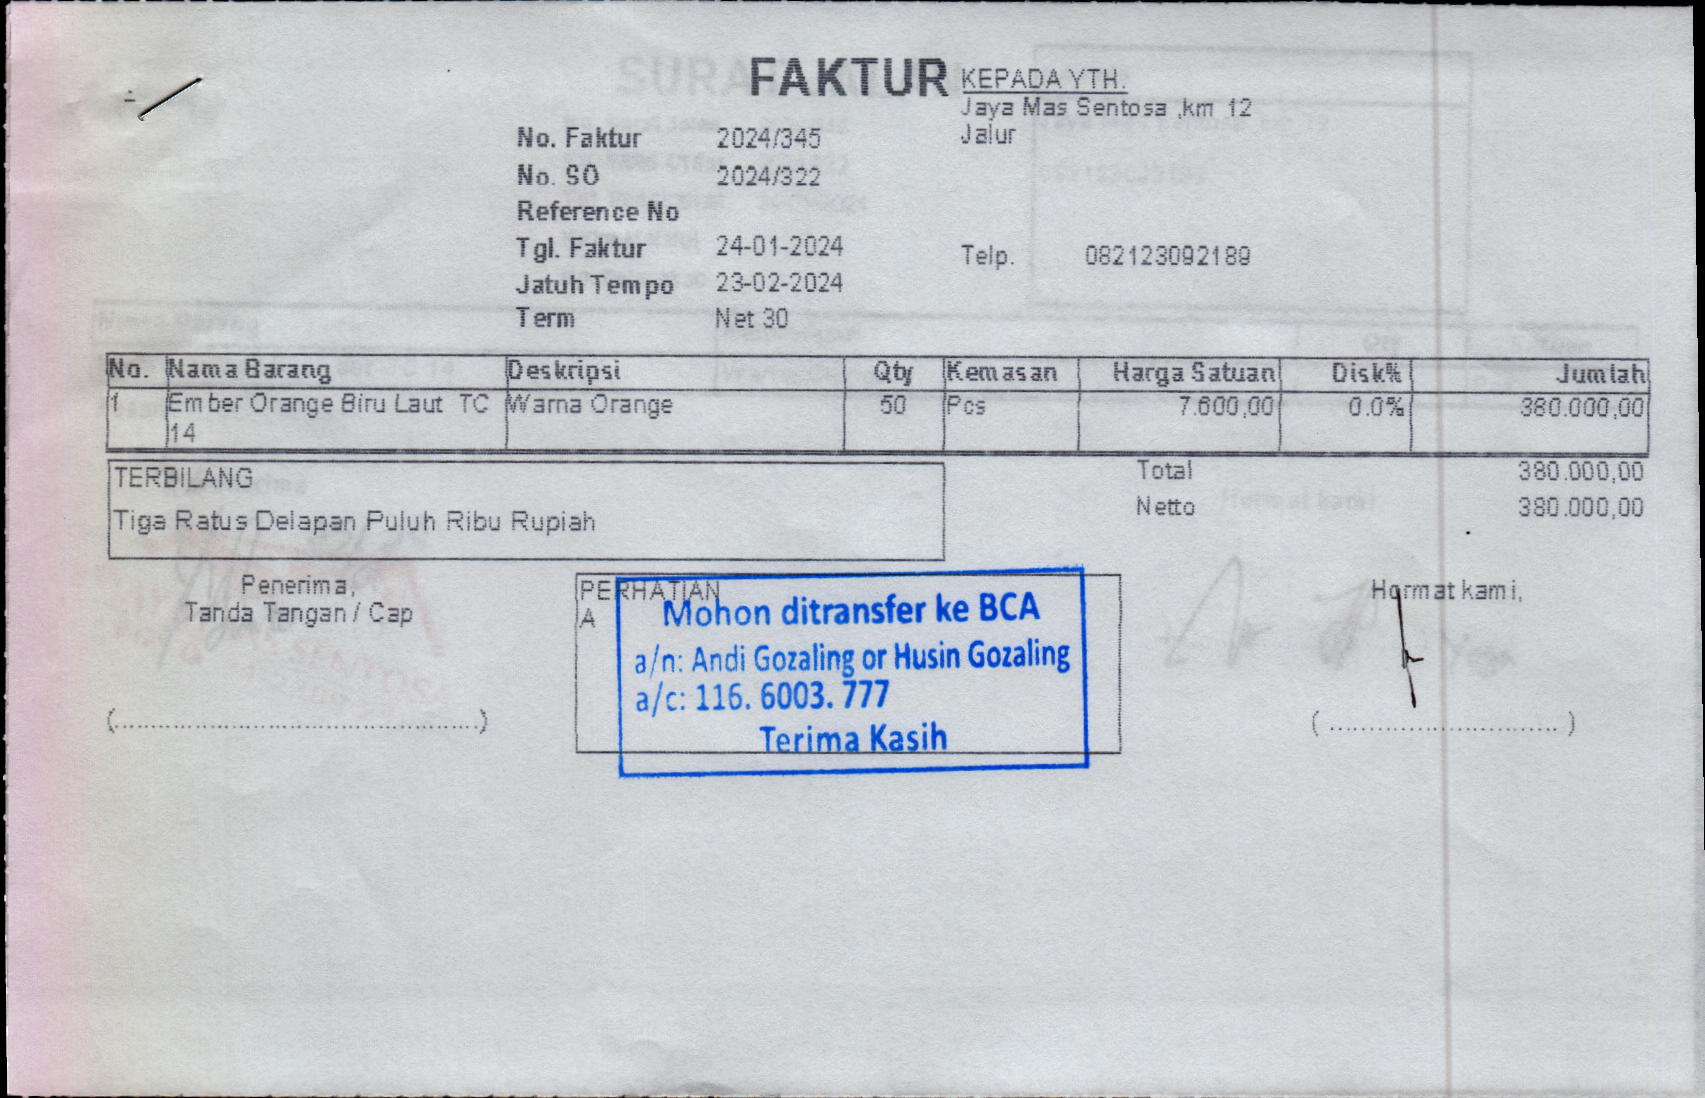 FAKTUR
KEPADA YTH.
Jaya Mas Sentosa ,km 12
Jalur
No. Faktur 2024/345
No. SO 2024/322
Reference No
Tgl. Faktur 24-01-2024
Telp. 082123092189
Jatuh Tempo 23-02-2024
Term Net 30
No. Nama Barang Deskripsi Qty Kemasan Harga Satuan Disk% Jumlah
1 Ember Orange Biru Laut TC Warna Orange 50 Pcs 7.600,00 0.0% 380.000,00
14
TERBILANG
Total 380.000,00
Tiga Ratus Delapan Puluh Ribu Rupiah
Netto 380.000,00
Penerima,
Tanda Tangan / Cap
PERHATIAN
A
Mohon ditransfer ke BCA
a/n: Andi Gozaling or Husin Gozaling
a/c: 116. 6003. 777
Terima Kasih
Hormat kami,
(................................................)
(............................)